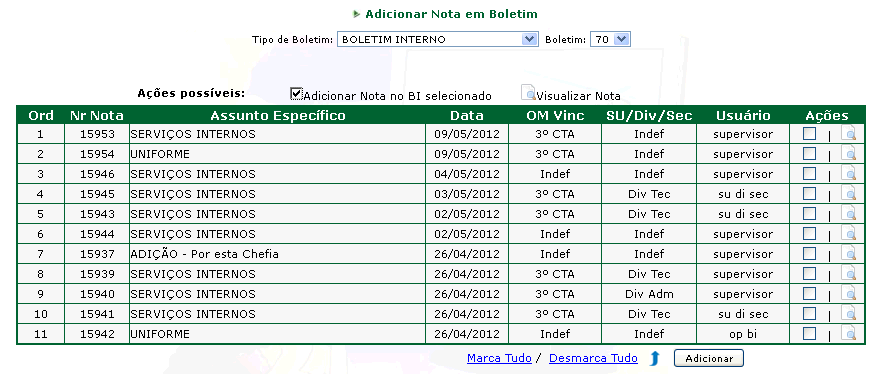 Adicionar Nota em Boletim
Tipo de Boletim: BOLETIM INTERNO Boletim: 70
Ações possíveis: Adicionar Nota no BI selecionado Visualizar Nota
Ord Nr Nota Assunto Específico Data OM Vinc SU/Div/Sec Usuário Ações
1 15953 SERVIÇOS INTERNOS 09/05/2012 3º CTA Indef supervisor |
2 15954 UNIFORME 09/05/2012 3º CTA Indef supervisor |
3 15946 SERVIÇOS INTERNOS 04/05/2012 Indef Indef supervisor |
4 15945 SERVIÇOS INTERNOS 03/05/2012 3º CTA Div Tec su di sec |
5 15943 SERVIÇOS INTERNOS 02/05/2012 3º CTA Div Tec su di sec |
6 15944 SERVIÇOS INTERNOS 02/05/2012 Indef Indef supervisor |
7 15937 ADIÇÃO - Por esta Chefia 26/04/2012 Indef Indef supervisor |
8 15939 SERVIÇOS INTERNOS 26/04/2012 3º CTA Div Tec supervisor |
9 15940 SERVIÇOS INTERNOS 26/04/2012 3º CTA Div Adm supervisor |
10 15941 SERVIÇOS INTERNOS 26/04/2012 3º CTA Div Tec su di sec |
11 15942 UNIFORME 26/04/2012 Indef Indef op bi |
Marca Tudo / Desmarca Tudo Adicionar